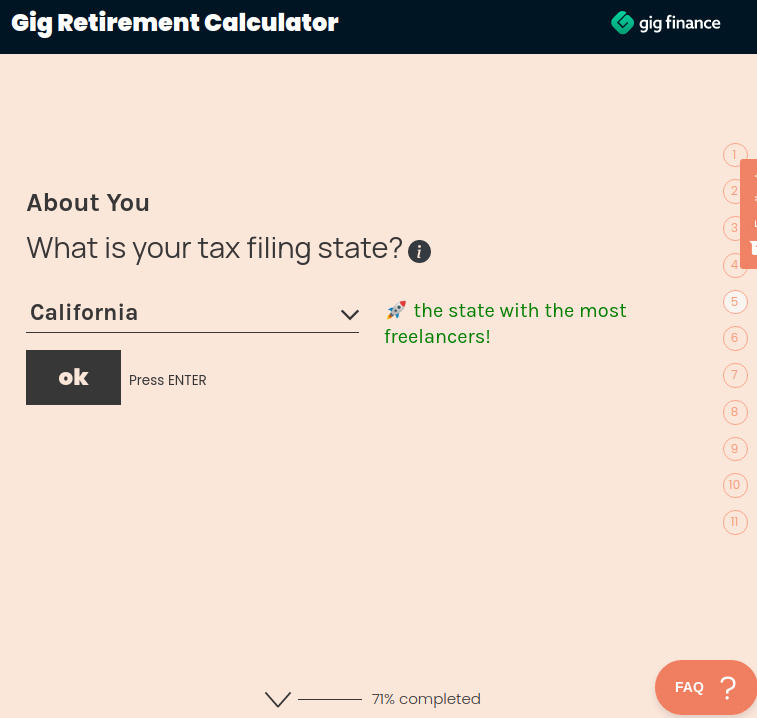 Gig Retirement Calculator
gig finance
About You
What is your tax filing state?
California
🚀 the state with the most
freelancers!
ok
Press ENTER
1
2
3
4
5
6
7
8
9
10
11
71% completed
FAQ ?